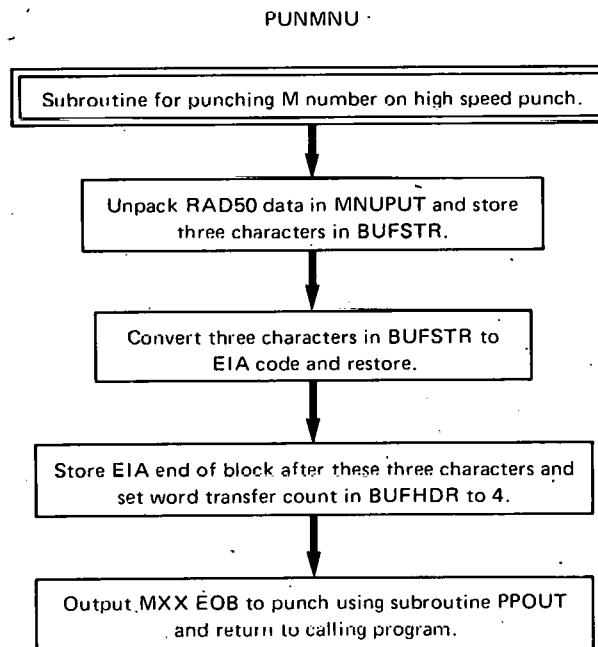 PUNMNU
Subroutine for punching M number on high speed punch.
Unpack RAD50 data in MNUPUT and store
three characters in BUFSTR.
Convert three characters in BUFSTR to
EIA code and restore.
Store EIA end of block after these three characters and
set word transfer count in BUFHDR to 4.
Output MXX EOB to punch using subroutine PPOUT
and return to calling program.